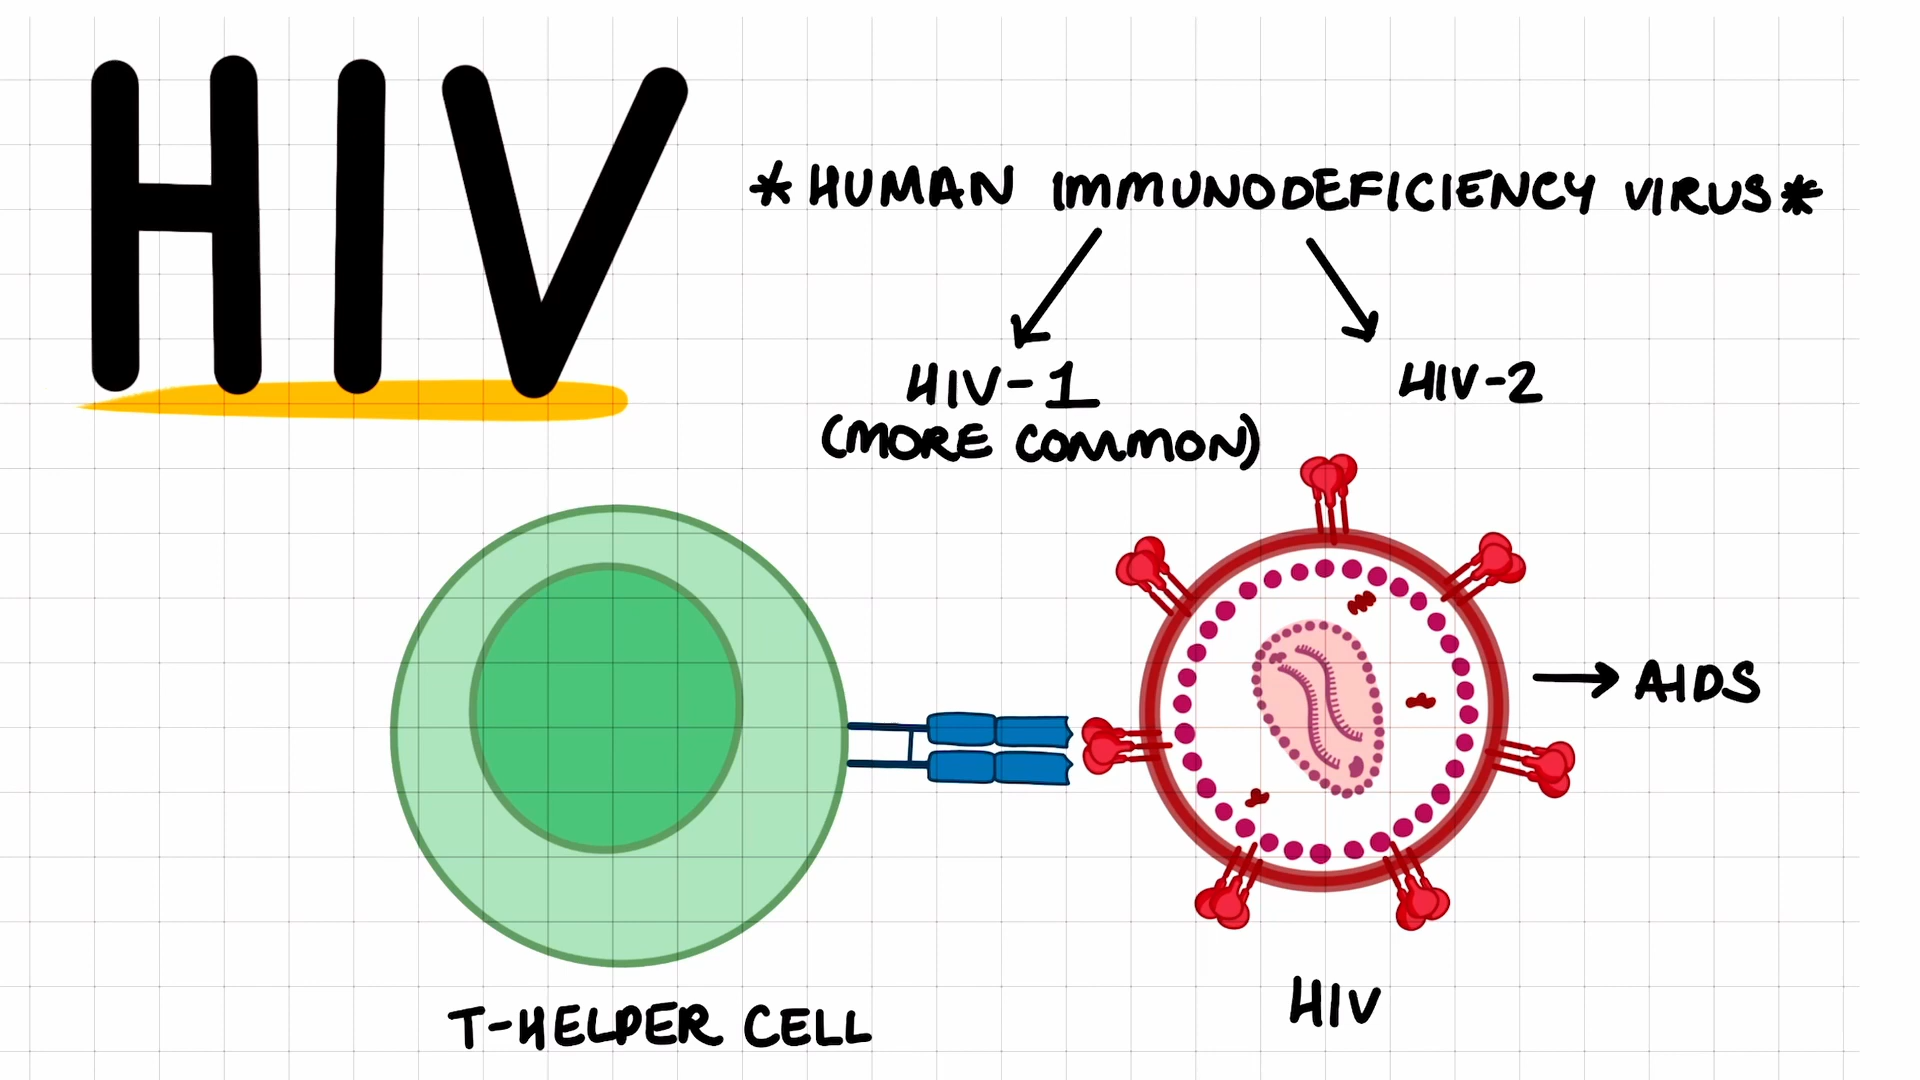 HIV
*HUMAN IMMUNODEFICIENCY VIRUS*
HIV-1
(MORE COMMON)
HIV-2
AIDS
T-HELPER CELL
HIV